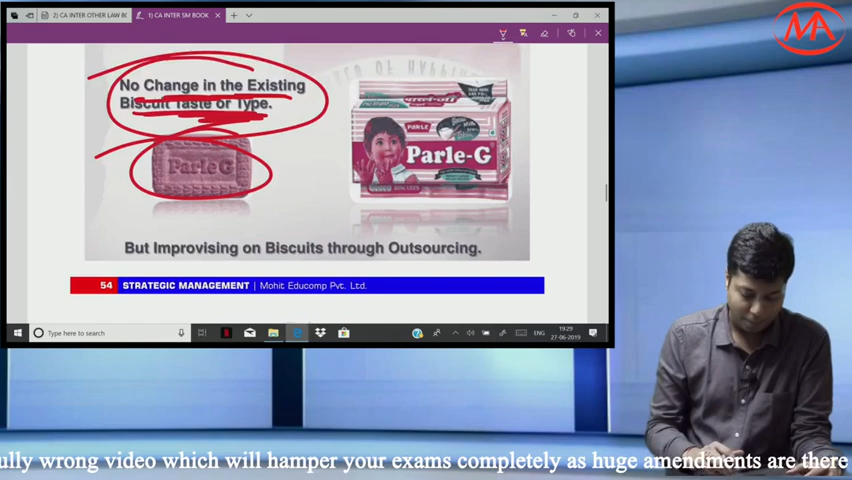 2) CA INTER OTHER LAW BO
1) CA INTER SM BOOK
MA
No Change in the Existing
Biscuit Taste or Type.
Parle G
PARLE
Parle-G
BISCUITS
But Improvising on Biscuits through Outsourcing.
54 STRATEGIC MANAGEMENT | Mohit Educomp Pvt. Ltd.
Type here to search
ENG
19:29
27-06-2019
ully wrong video which will hamper your exams completely as huge amendments are there